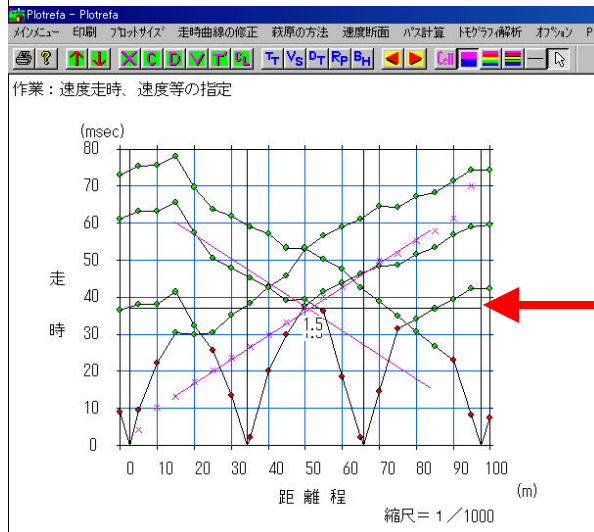 Plotrefa - Plotrefa
メインメニュー 印刷 プロットサイズ 走時曲線の修正 萩原の方法 速度断面 パス計算 トモグラフィ解析 オプション P
? X C D TT VS DT RP BH Cell
作業：速度走時、速度等の指定
(msec)
80
70
60
50
40
30
20
10
0
走時
1.5
0 10 20 30 40 50 60 70 80 90 100
(m)
距 離 程
縮尺＝１／1000